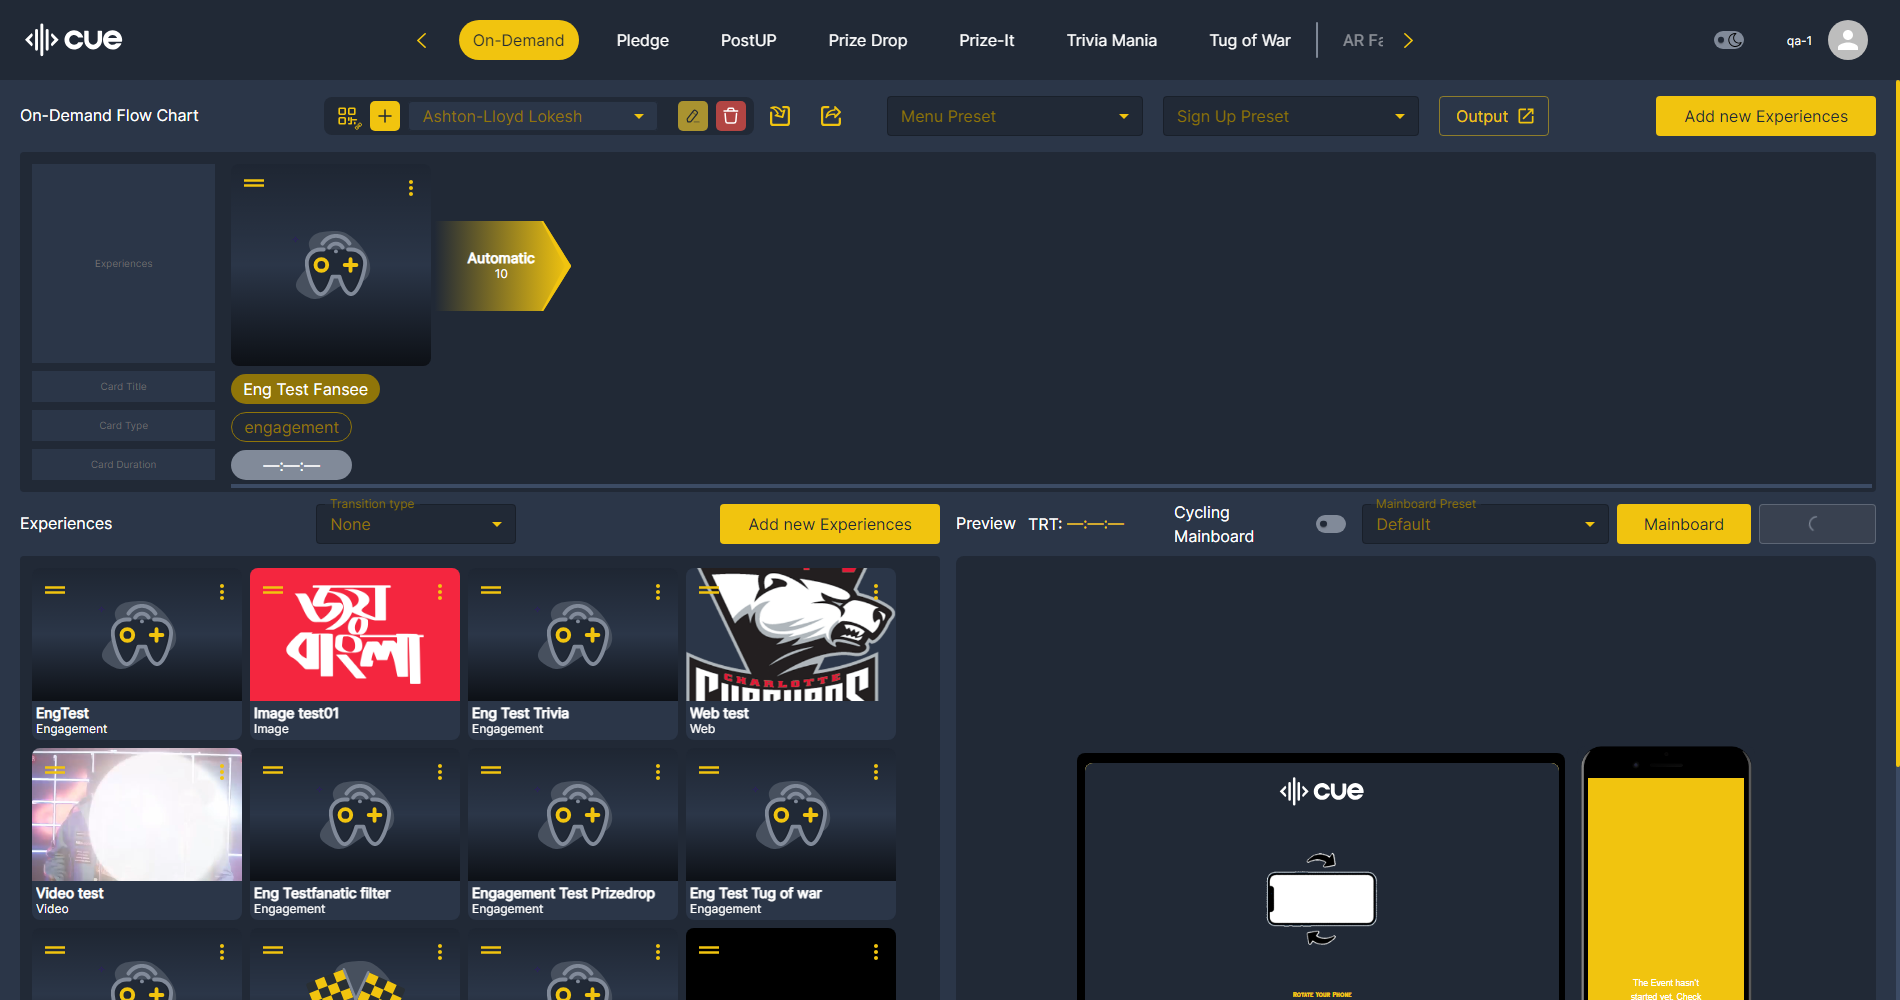 cue
On-Demand
Pledge
PostUP
Prize Drop
Prize-It
Trivia Mania
Tug of War
AR Fa
qa-1
On-Demand Flow Chart
Ashton-Lloyd Lokesh
Menu Preset
Sign Up Preset
Output
Add new Experiences
Experiences
Automatic
10
Card Title
Eng Test Fansee
Card Type
engagement
Card Duration
—:—:—
Experiences
Transition type
None
Add new Experiences
Preview
TRT: —:—:—
Cycling
Mainboard
Mainboard Preset
Default
Mainboard
জয়
বাংলা
CHARLOTTE
EngTest
Engagement
Image test01
Image
Eng Test Trivia
Engagement
Web test
Web
Video test
Video
Eng Testfanatic filter
Engagement
Engagement Test Prizedrop
Engagement
Eng Test Tug of war
Engagement
cue
Rotate Your Phone
The Event hasn't
started yet. Check